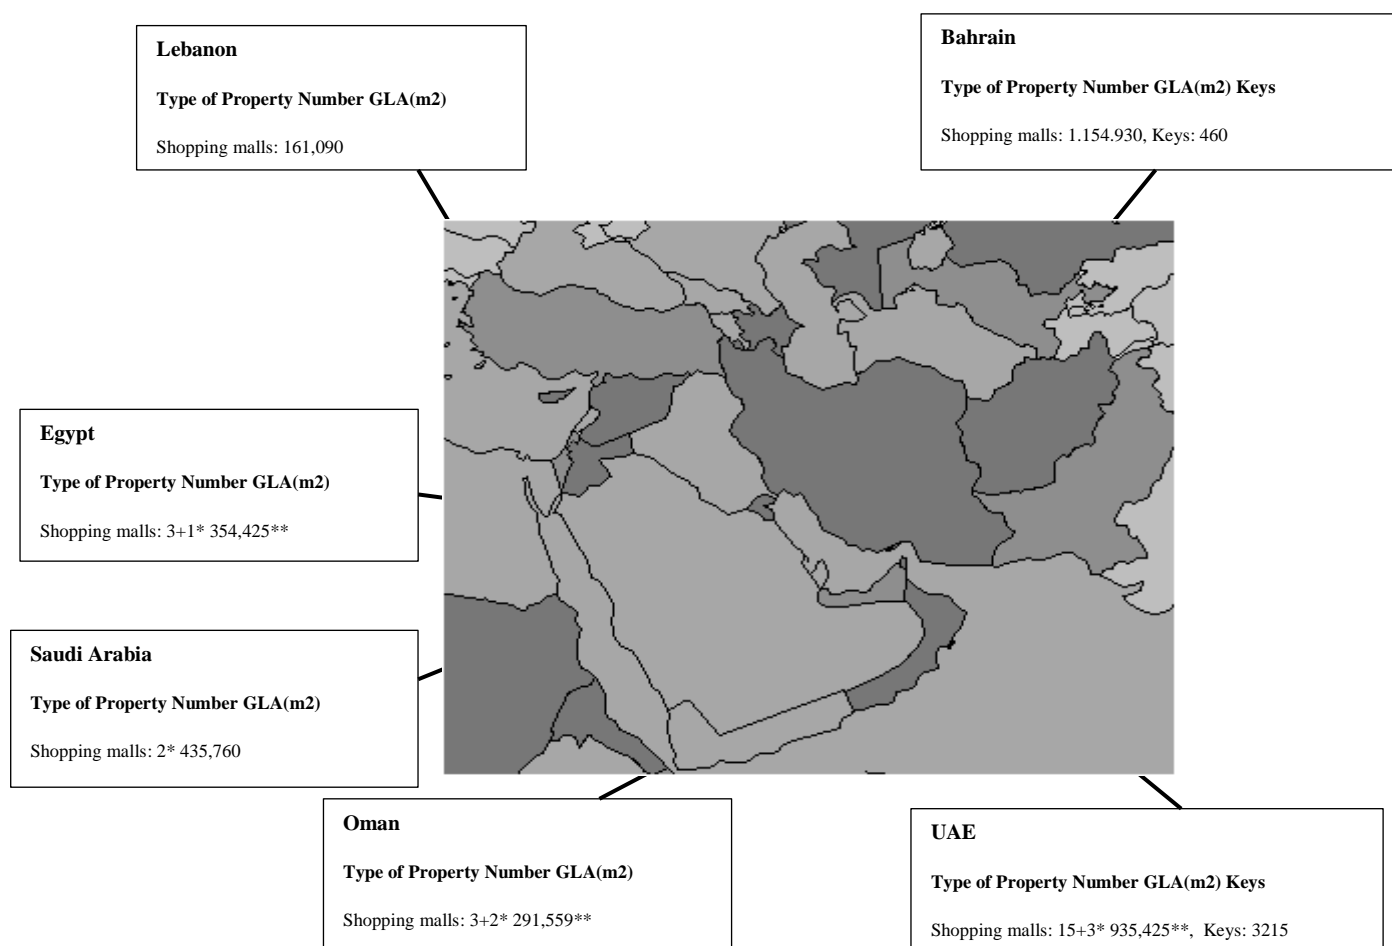 Lebanon
Type of Property Number GLA(m2)
Shopping malls: 161,090
Bahrain
Type of Property Number GLA(m2) Keys
Shopping malls: 1.154.930, Keys: 460
Egypt
Type of Property Number GLA(m2)
Shopping malls: 3+1* 354,425**
Saudi Arabia
Type of Property Number GLA(m2)
Shopping malls: 2* 435,760
Oman
Type of Property Number GLA(m2)
Shopping malls: 3+2* 291,559**
UAE
Type of Property Number GLA(m2) Keys
Shopping malls: 15+3* 935,425**, Keys: 3215